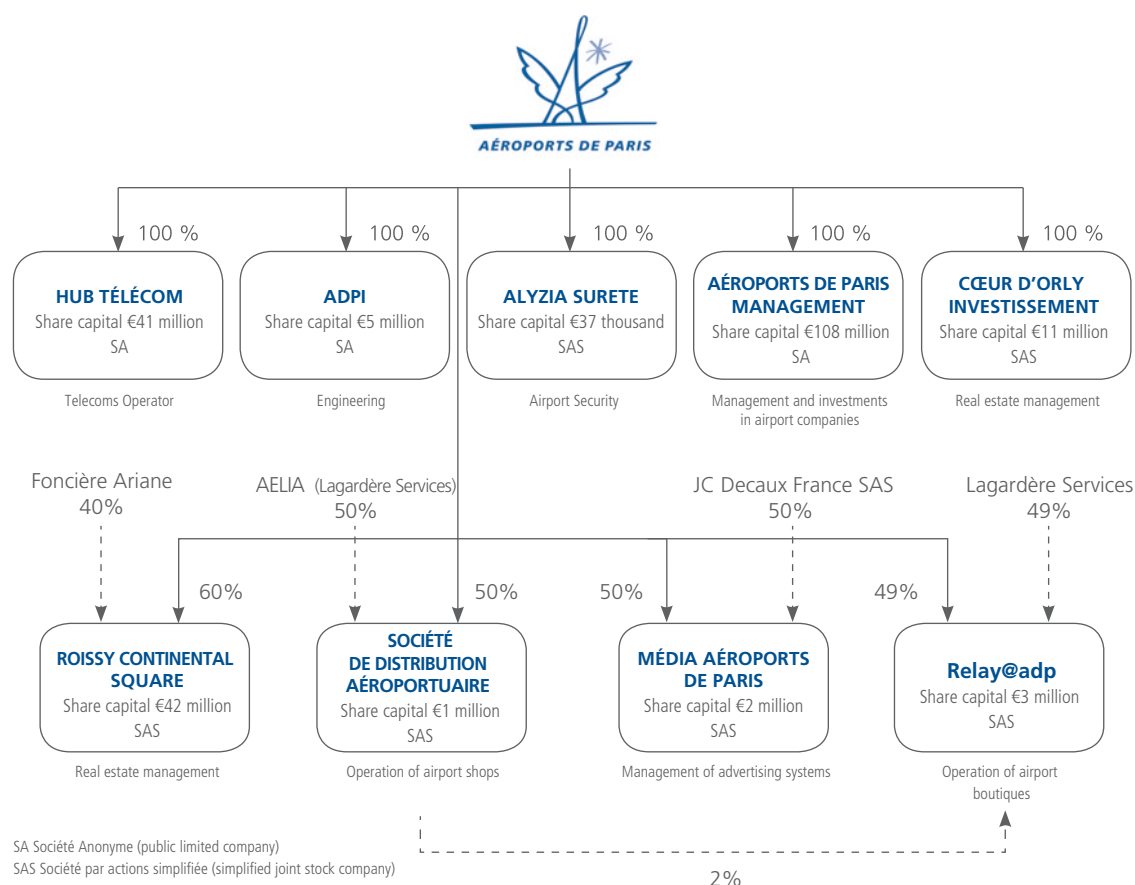 AÉROPORTS DE PARIS
100 %
100 %
100 %
100 %
100 %
HUB TÉLÉCOM
Share capital €41 million
SA
Telecoms Operator
ADPI
Share capital €5 million
SA
Engineering
ALYZIA SURETE
Share capital €37 thousand
SAS
Airport Security
AÉROPORTS DE PARIS
MANAGEMENT
Share capital €108 million
SA
Management and investments
in airport companies
CŒUR D'ORLY
INVESTISSEMENT
Share capital €11 million
SAS
Real estate management
Foncière Ariane
40%
AELIA (Lagardère Services)
50%
JC Decaux France SAS
50%
Lagardère Services
49%
60%
50%
50%
49%
ROISSY CONTINENTAL
SQUARE
Share capital €42 million
SAS
Real estate management
SOCIÉTÉ
DE DISTRIBUTION
AÉROPORTUAIRE
Share capital €1 million
SAS
Operation of airport shops
MÉDIA AÉROPORTS
DE PARIS
Share capital €2 million
SAS
Management of advertising systems
Relay@adp
Share capital €3 million
SAS
Operation of airport
boutiques
SA Société Anonyme (public limited company)
SAS Société par actions simplifiée (simplified joint stock company)
2%